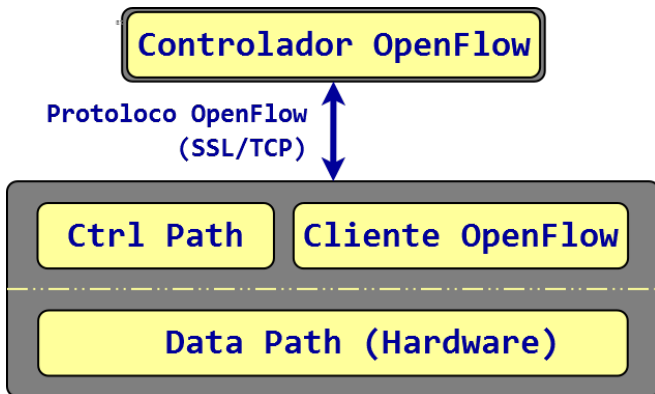 Controlador OpenFlow
Protoloco OpenFlow
(SSL/TCP)
Ctrl Path
Cliente OpenFlow
Data Path (Hardware)